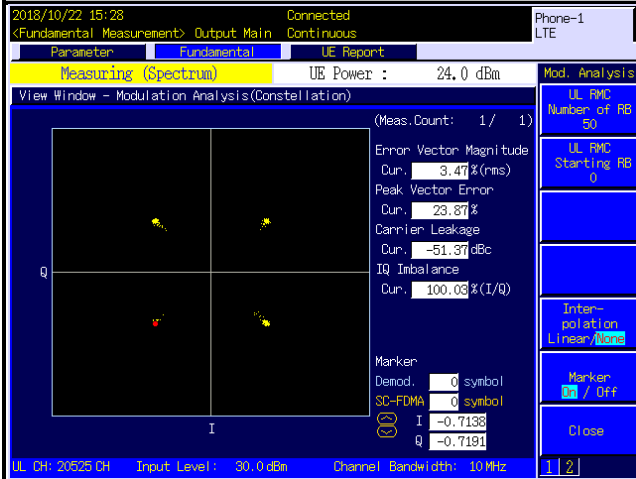 2018/10/22 15:28 Connected Phone-1
<Fundamental Measurement> Output Main Continuous LTE
Parameter Fundamental UE Report
Measuring (Spectrum) UE Power : 24.0 dBm Mod. Analysis
View Window - Modulation Analysis(Constellation)
UL RMC
Number of RB
50
(Meas.Count: 1/ 1)
Error Vector Magnitude
Cur. 3.47 %(rms)
Peak Vector Error
Cur. 23.87 %
Carrier Leakage
Cur. -51.37 dBc
IQ Imbalance
Cur. 100.03 %(I/Q)
UL RMC
Starting RB
0
Q
I
Inter-
polation
Linear/None
Marker
Demod. 0 symbol
SC-FDMA 0 symbol
I -0.7138
Q -0.7191
Marker
On / Off
Close
UL CH: 20525 CH Input Level: 30.0 dBm Channel Bandwidth: 10 MHz 1 2